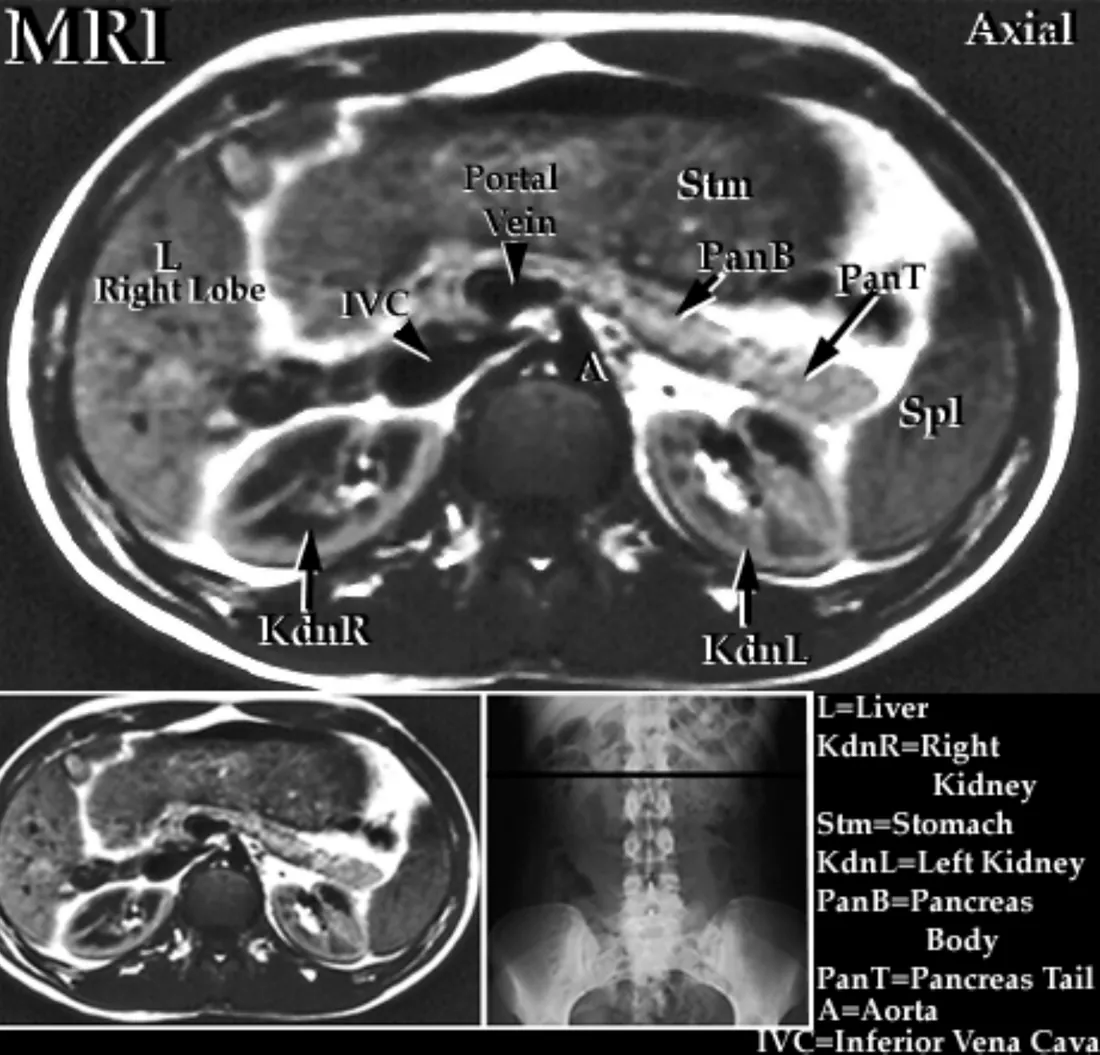 MRI
Axial
Portal
Vein
Stm
PanB
PanT
L
Right Lobe
IVC
A
Spl
KdnR
KdnL
L=Liver
KdnR=Right
Kidney
Stm=Stomach
KdnL=Left Kidney
PanB=Pancreas
Body
PanT=Pancreas Tail
A=Aorta
IVC=Inferior Vena Cava